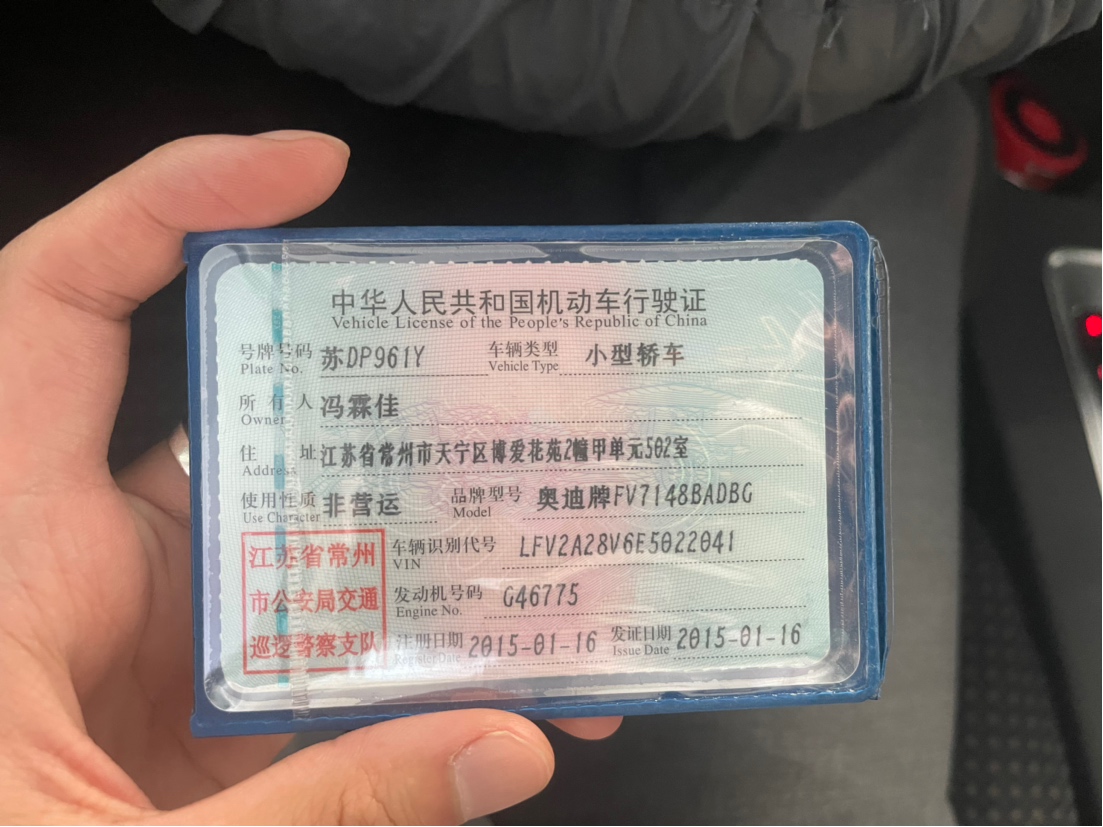 中华人民共和国机动车行驶证
Vehicle License of the People's Republic of China
号牌号码 苏DP961Y 车辆类型 小型轿车
Plate No. Vehicle Type
所有人 冯霖佳
Owner
住址 江苏省常州市天宁区博爱花苑2幢甲单元502室
Address
使用性质 非营运 品牌型号 奥迪牌FV7148BADBG
Use Character Model
江苏省常州
市公安局交通
巡逻警察支队
车辆识别代号 LFV2A28V6E5022041
VIN
发动机号码 G46775
Engine No.
注册日期 2015-01-16 发证日期 2015-01-16
Register Date Issue Date